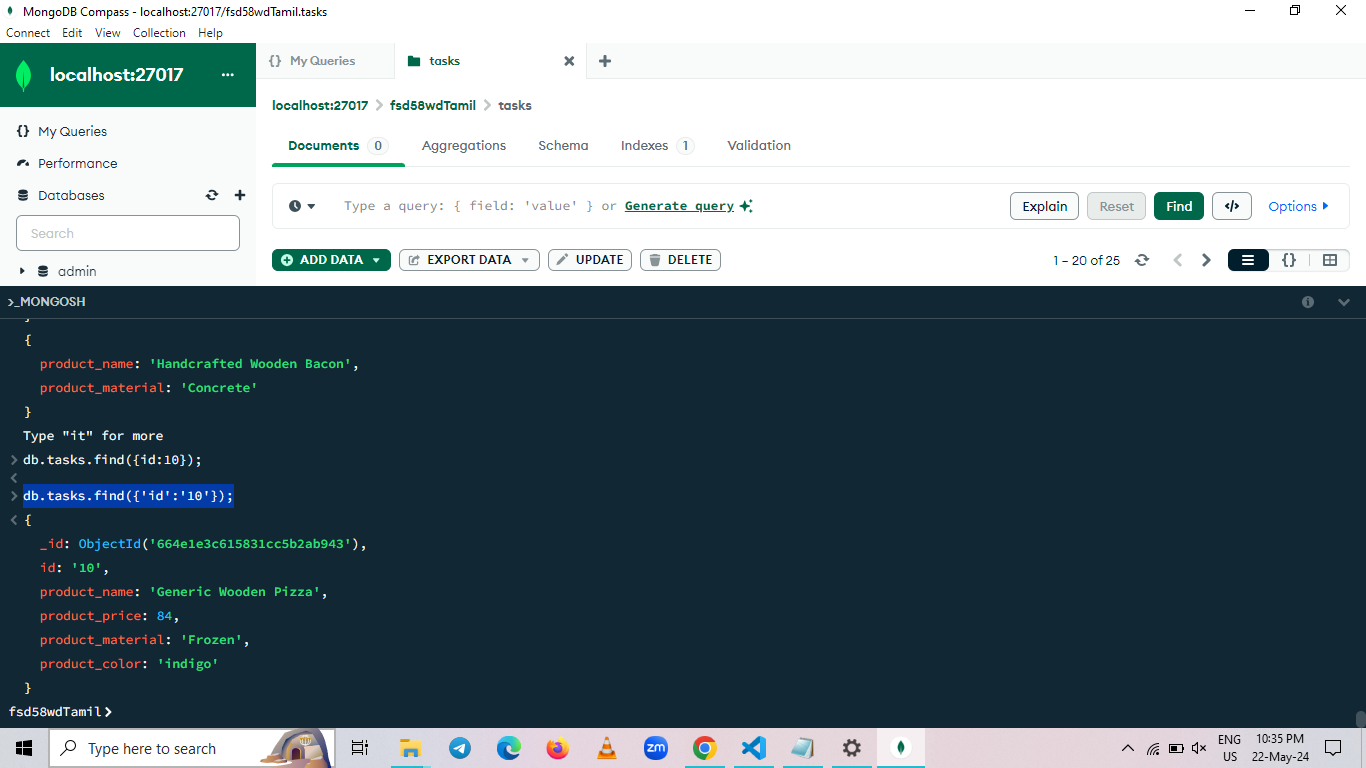 MongoDB Compass - localhost:27017/fsd58wdTamil.tasks
Connect Edit View Collection Help
localhost:27017 ...
{} My Queries
tasks
localhost:27017 > fsd58wdTamil > tasks
{} My Queries
Performance
Databases
Search
admin
Documents 0 Aggregations Schema Indexes 1 Validation
Type a query: { field: 'value' } or Generate query
Explain Reset Find </> Options
ADD DATA EXPORT DATA UPDATE DELETE
1 – 20 of 25
{}
>_MONGOSH
}
{
product_name: 'Handcrafted Wooden Bacon',
product_material: 'Concrete'
}
Type "it" for more
> db.tasks.find({id:10});
<
> db.tasks.find({'id':'10'});
< {
_id: ObjectId('664e1e3c615831cc5b2ab943'),
id: '10',
product_name: 'Generic Wooden Pizza',
product_price: 84,
product_material: 'Frozen',
product_color: 'indigo'
}
fsd58wdTamil>
Type here to search
zm
ENG
US
10:35 PM
22-May-24